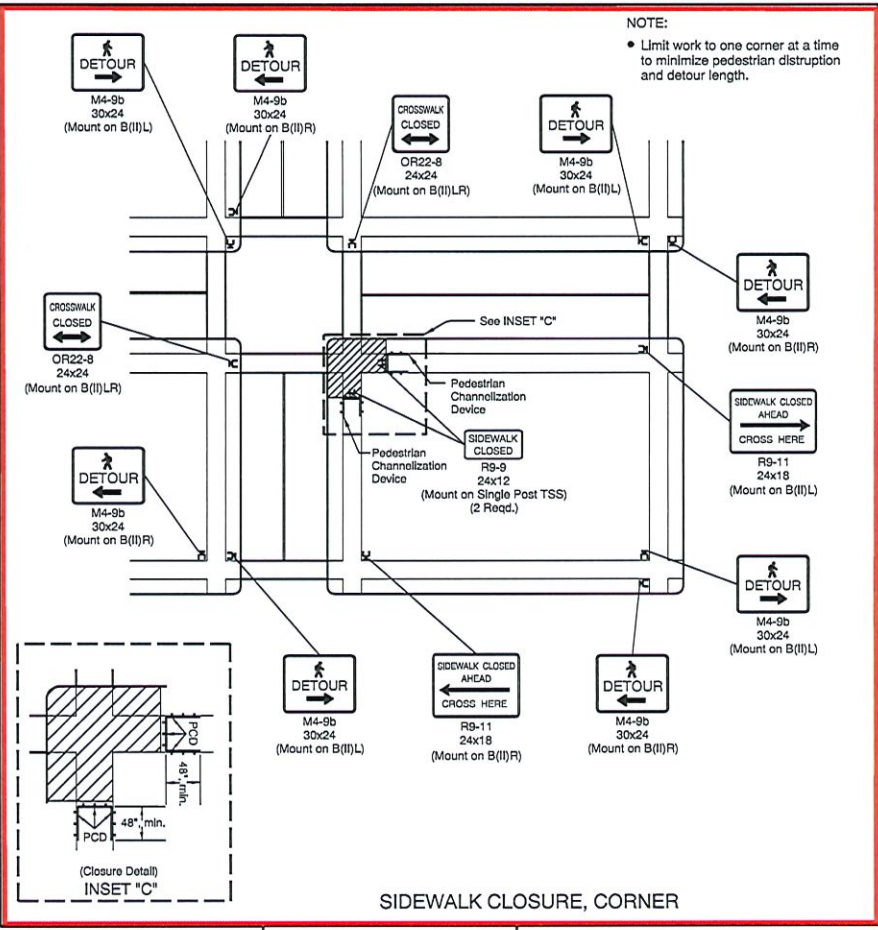 NOTE:
• Limit work to one corner at a time
to minimize pedestrian distruption
and detour length.
DETOUR
M4-9b
30x24
(Mount on B(II)L)
DETOUR
M4-9b
30x24
(Mount on B(II)R)
CROSSWALK
CLOSED
OR22-8
24x24
(Mount on B(II)LR)
DETOUR
M4-9b
30x24
(Mount on B(II)L)
DETOUR
M4-9b
30x24
(Mount on B(II)R)
CROSSWALK
CLOSED
OR22-8
24x24
(Mount on B(II)LR)
See INSET "C"
Pedestrian
Channelization
Device
Pedestrian
Channelization
Device
SIDEWALK
CLOSED
R9-9
24x12
(Mount on Single Post TSS)
(2 Reqd.)
SIDEWALK CLOSED
AHEAD
CROSS HERE
R9-11
24x18
(Mount on B(II)L)
DETOUR
M4-9b
30x24
(Mount on B(II)R)
DETOUR
M4-9b
30x24
(Mount on B(II)L)
DETOUR
M4-9b
30x24
(Mount on B(II)L)
SIDEWALK CLOSED
AHEAD
CROSS HERE
R9-11
24x18
(Mount on B(II)R)
DETOUR
M4-9b
30x24
(Mount on B(II)R)
PCD
48", min.
48", min.
PCD
(Closure Detail)
INSET "C"
SIDEWALK CLOSURE, CORNER